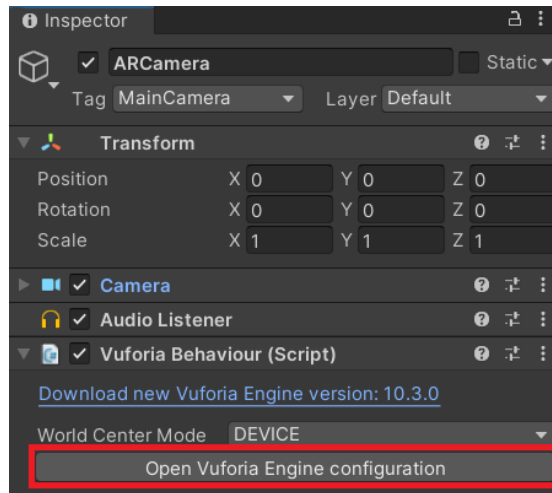 Inspector
ARCamera Static
Tag MainCamera Layer Default
Transform
Position X 0 Y 0 Z 0
Rotation X 0 Y 0 Z 0
Scale X 1 Y 1 Z 1
Camera
Audio Listener
Vuforia Behaviour (Script)
Download new Vuforia Engine version: 10.3.0
World Center Mode DEVICE
Open Vuforia Engine configuration